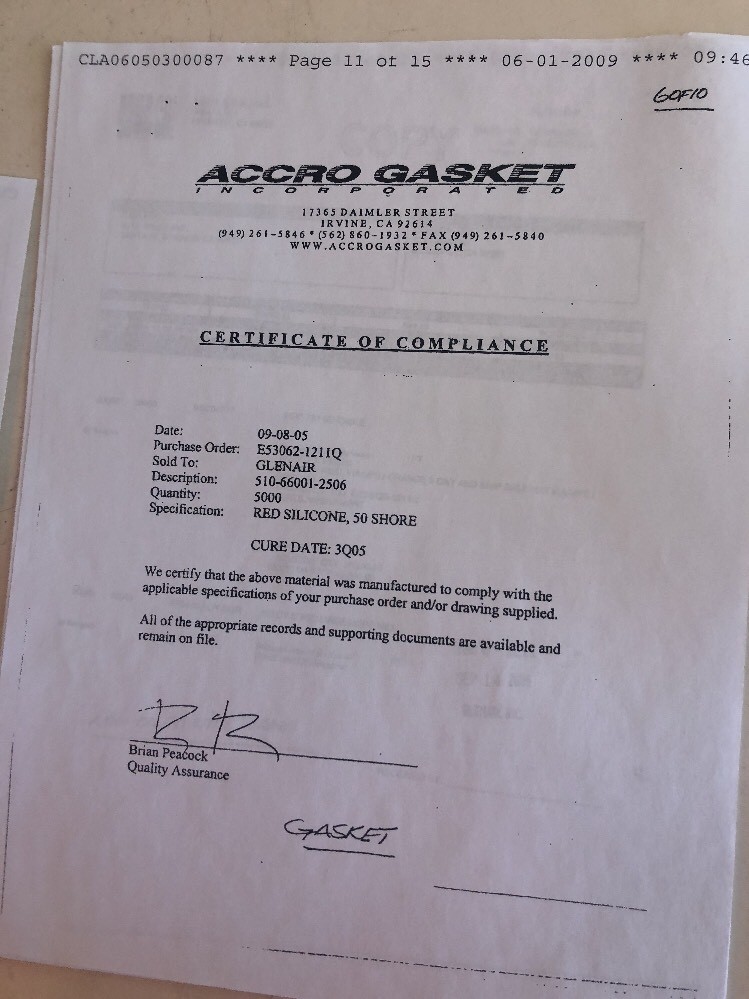 CLA06050300087 **** Page 11 of 15 **** 06-01-2009 **** 09:46
6OF10
ACCRO GASKET
INCORPORATED
17365 DAIMLER STREET
IRVINE, CA 92614
(949) 261-5846 * (562) 860-1932 * FAX (949) 261-5840
WWW.ACCROGASKET.COM
CERTIFICATE OF COMPLIANCE
Date: 09-08-05
Purchase Order: E53062-1211Q
Sold To: GLENAIR
Description: 510-66001-2506
Quantity: 5000
Specification: RED SILICONE, 50 SHORE
CURE DATE: 3Q05
We certify that the above material was manufactured to comply with the
applicable specifications of your purchase order and/or drawing supplied.
All of the appropriate records and supporting documents are available and
remain on file.
Brian Peacock
Quality Assurance
GASKET